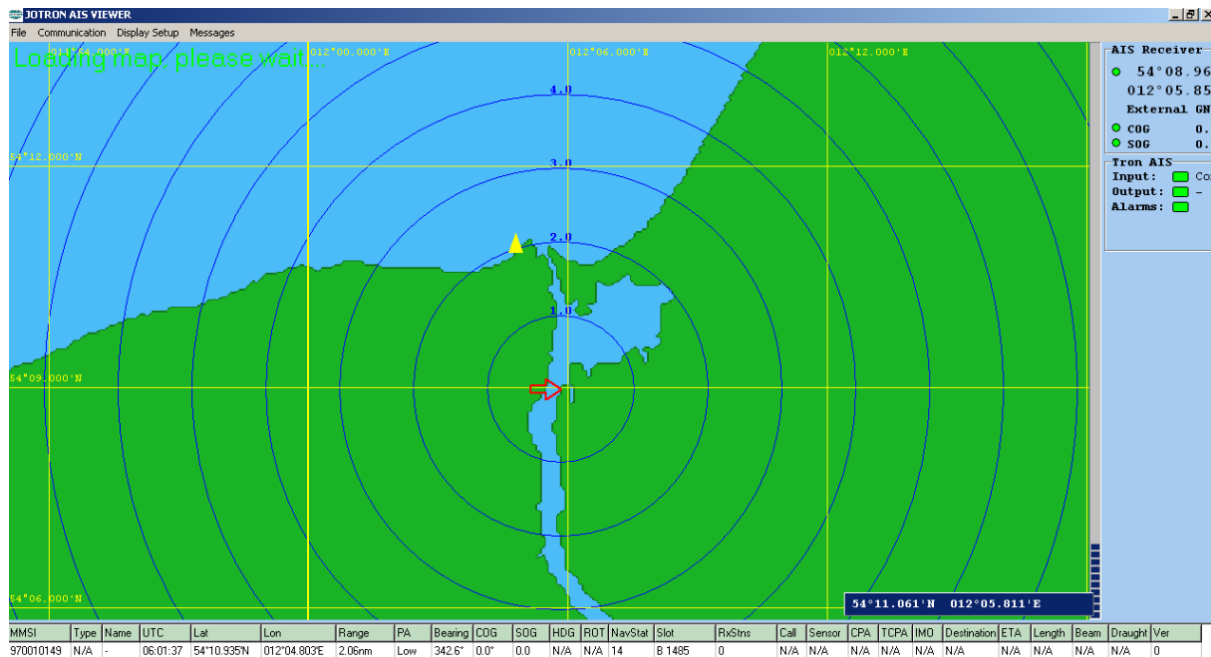 JOTRON AIS VIEWER
File Communication Display Setup Messages
011°54.000'E 012°00.000'E 012°06.000'E 012°12.000'E
Loading map, please wait...
4.0
54°12.000'N
3.0
2.0
1.0
54°09.000'N
54°06.000'N
54°11.061'N 012°05.811'E
AIS Receiver
54°08.96
012°05.85
External GN
COG 0.
SOG 0.
Tron AIS
Input: Co
Output: -
Alarms:
MMSI Type Name UTC Lat Lon Range PA Bearing COG SOG HDG ROT NavStat Slot RxStns Call Sensor CPA TCPA IMO Destination ETA Length Beam Draught Ver
970010149 N/A - 06:01:37 54°10.935'N 012°04.803'E 2.06nm Low 342.6° 0.0° 0.0 N/A N/A 14 B 1485 0 N/A N/A N/A N/A N/A N/A N/A N/A N/A N/A 0